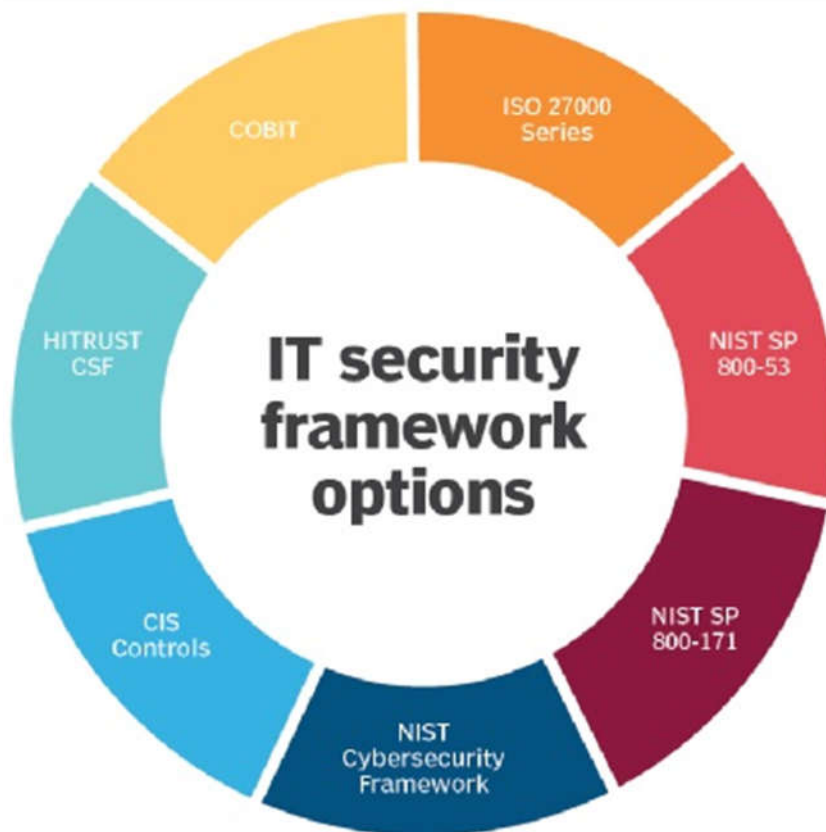 IT security
framework
options
ISO 27000
Series
NIST SP
800-53
NIST SP
800-171
NIST
Cybersecurity
Framework
CIS
Controls
HITRUST
CSF
COBIT